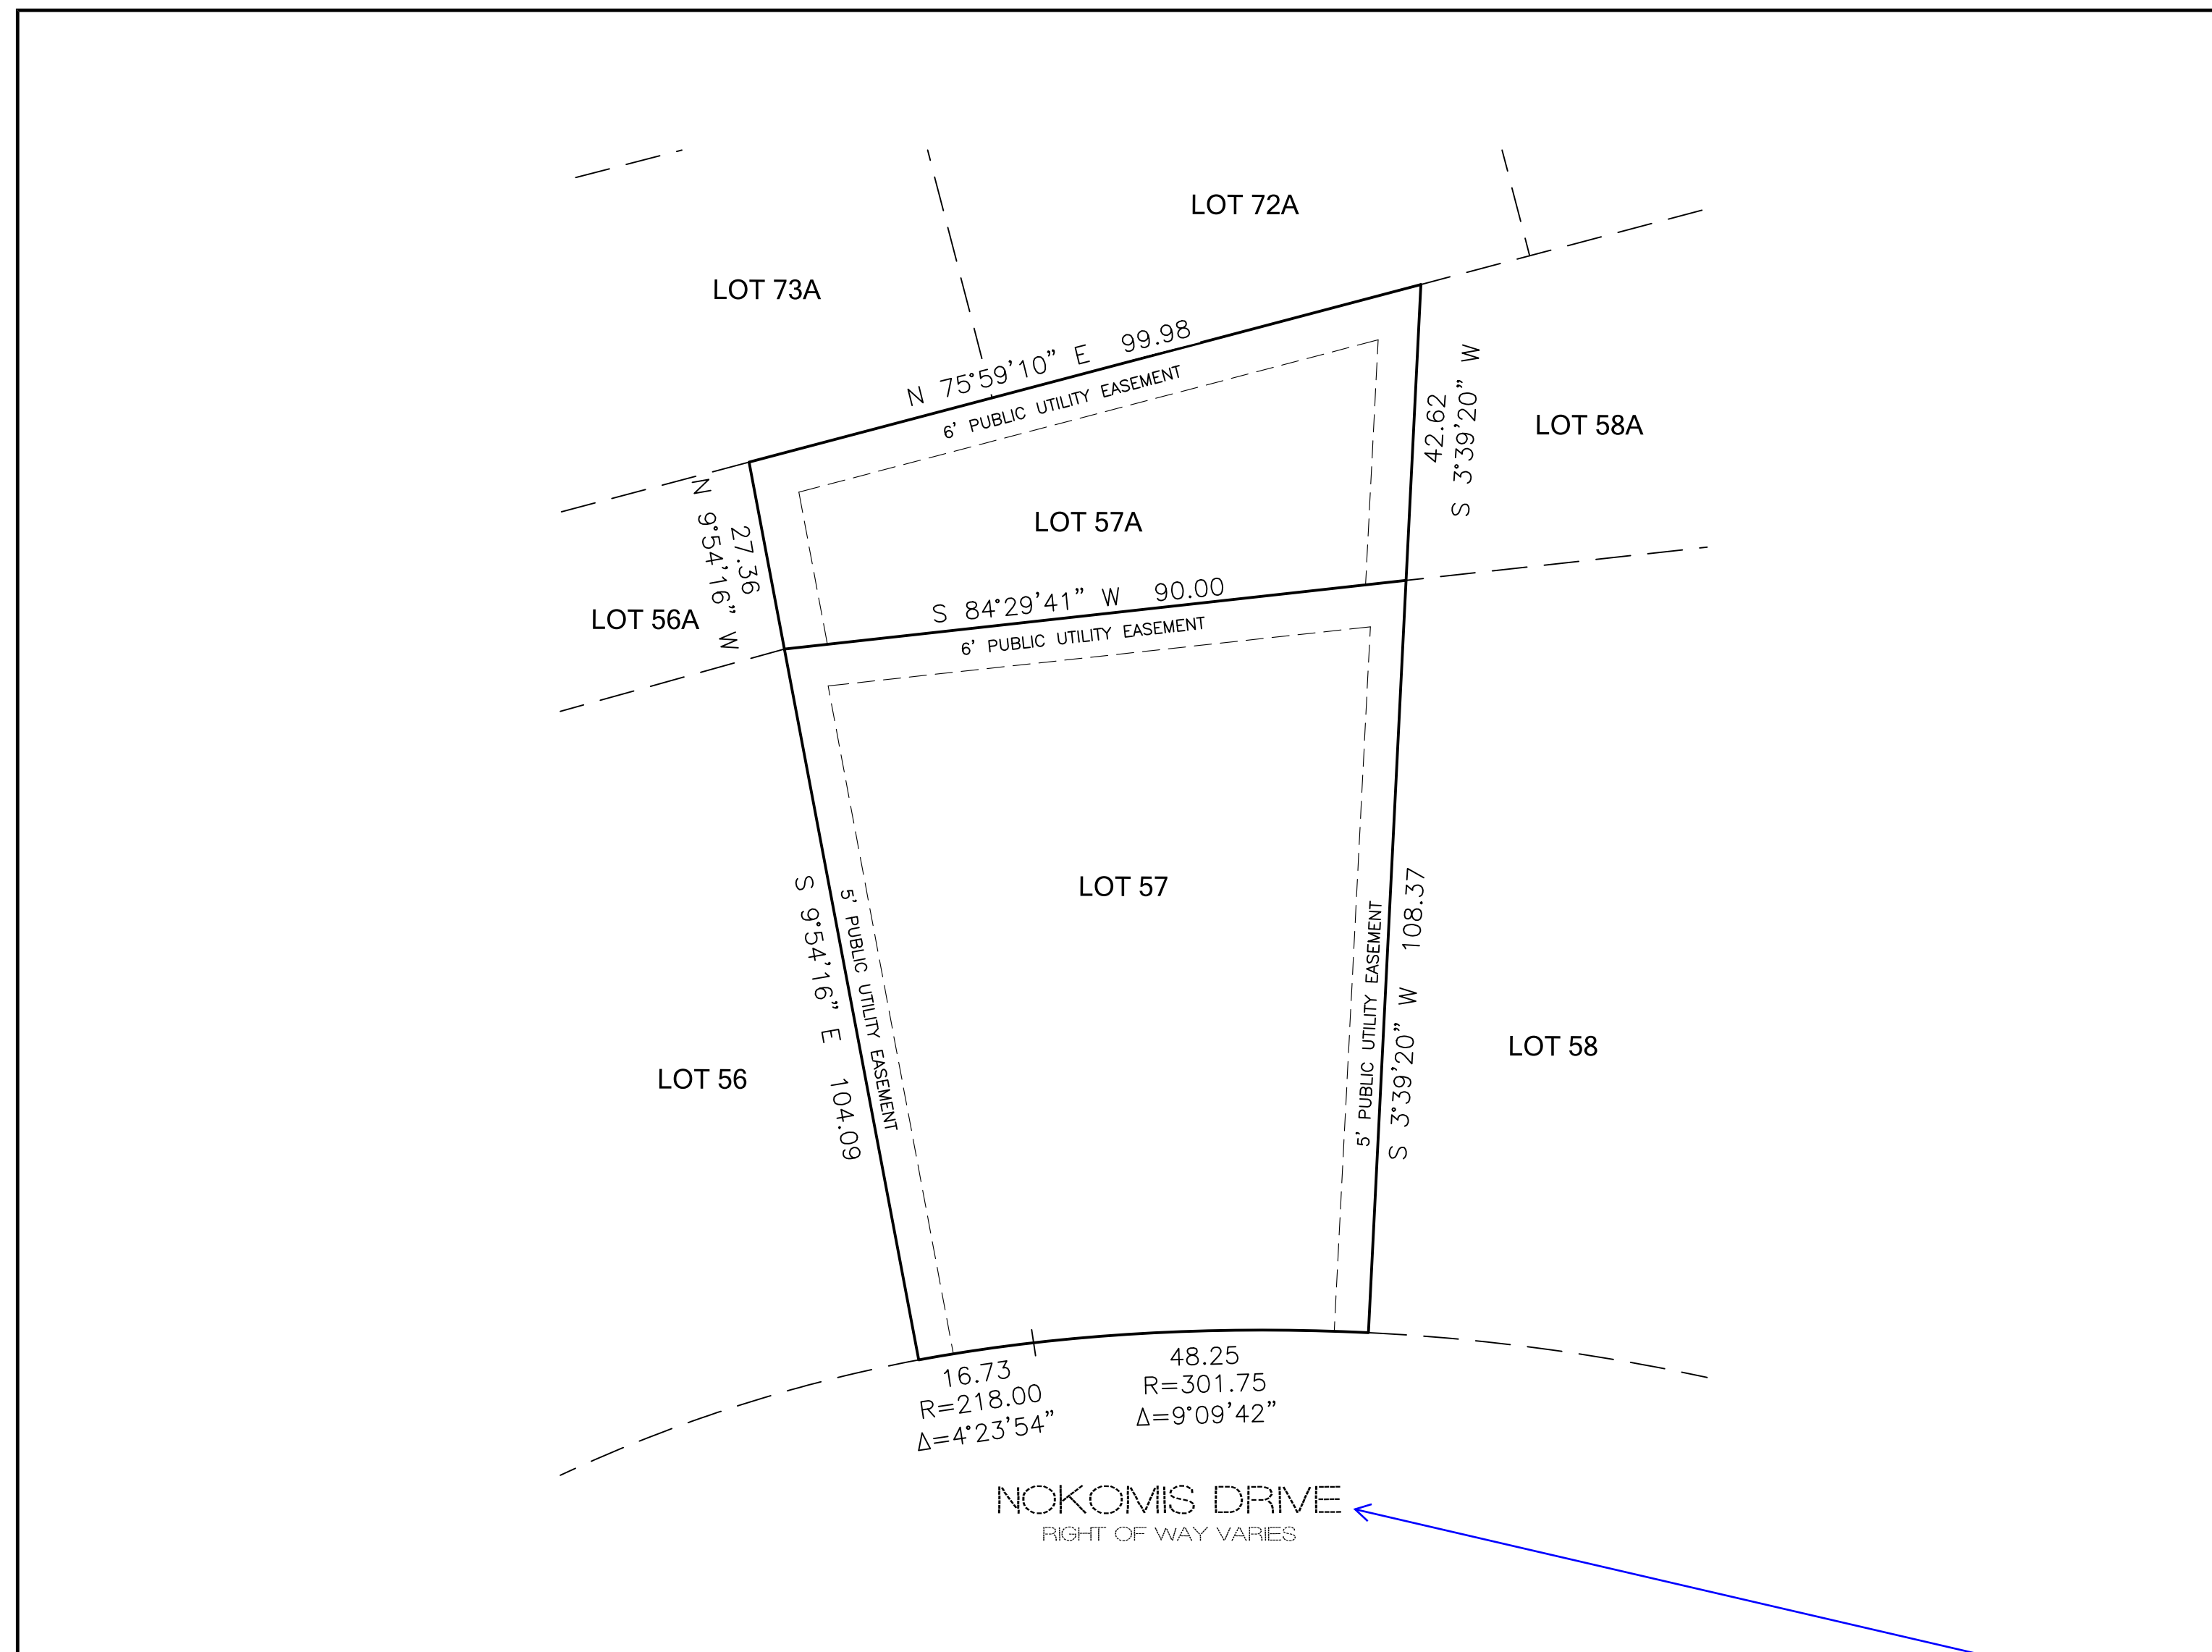 LOT 72A
LOT 73A
N 75°59'10" E 99.98
6' PUBLIC UTILITY EASEMENT
42.62
S 3°39'20" W
LOT 58A
27.36
N 9°54'16" W
LOT 57A
LOT 56A
S 84°29'41" W 90.00
6' PUBLIC UTILITY EASEMENT
LOT 57
S 9°54'16" E 104.09
5' PUBLIC UTILITY EASEMENT
5' PUBLIC UTILITY EASEMENT
S 3°39'20" W 108.37
LOT 58
LOT 56
16.73
R=218.00
Δ=4°23'54"
48.25
R=301.75
Δ=9°09'42"
NOKOMIS DRIVE
RIGHT OF WAY VARIES